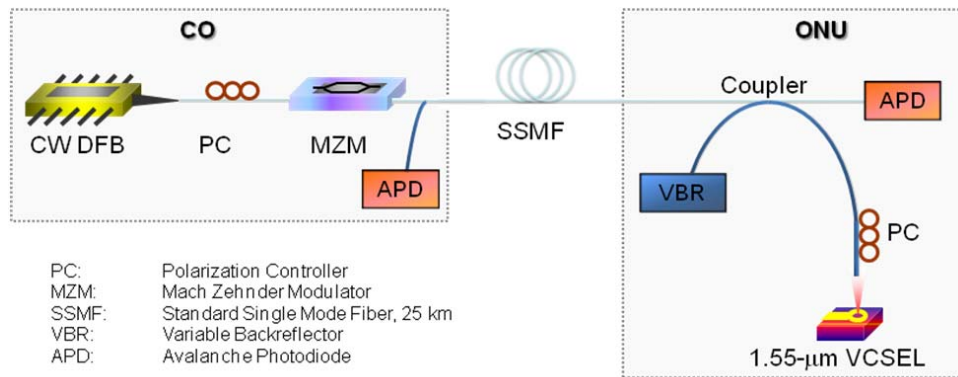 CO
ONU
CW DFB
PC
MZM
APD
SSMF
Coupler
APD
VBR
PC
1.55-μm VCSEL
PC: Polarization Controller
MZM: Mach Zehnder Modulator
SSMF: Standard Single Mode Fiber, 25 km
VBR: Variable Backreflector
APD: Avalanche Photodiode